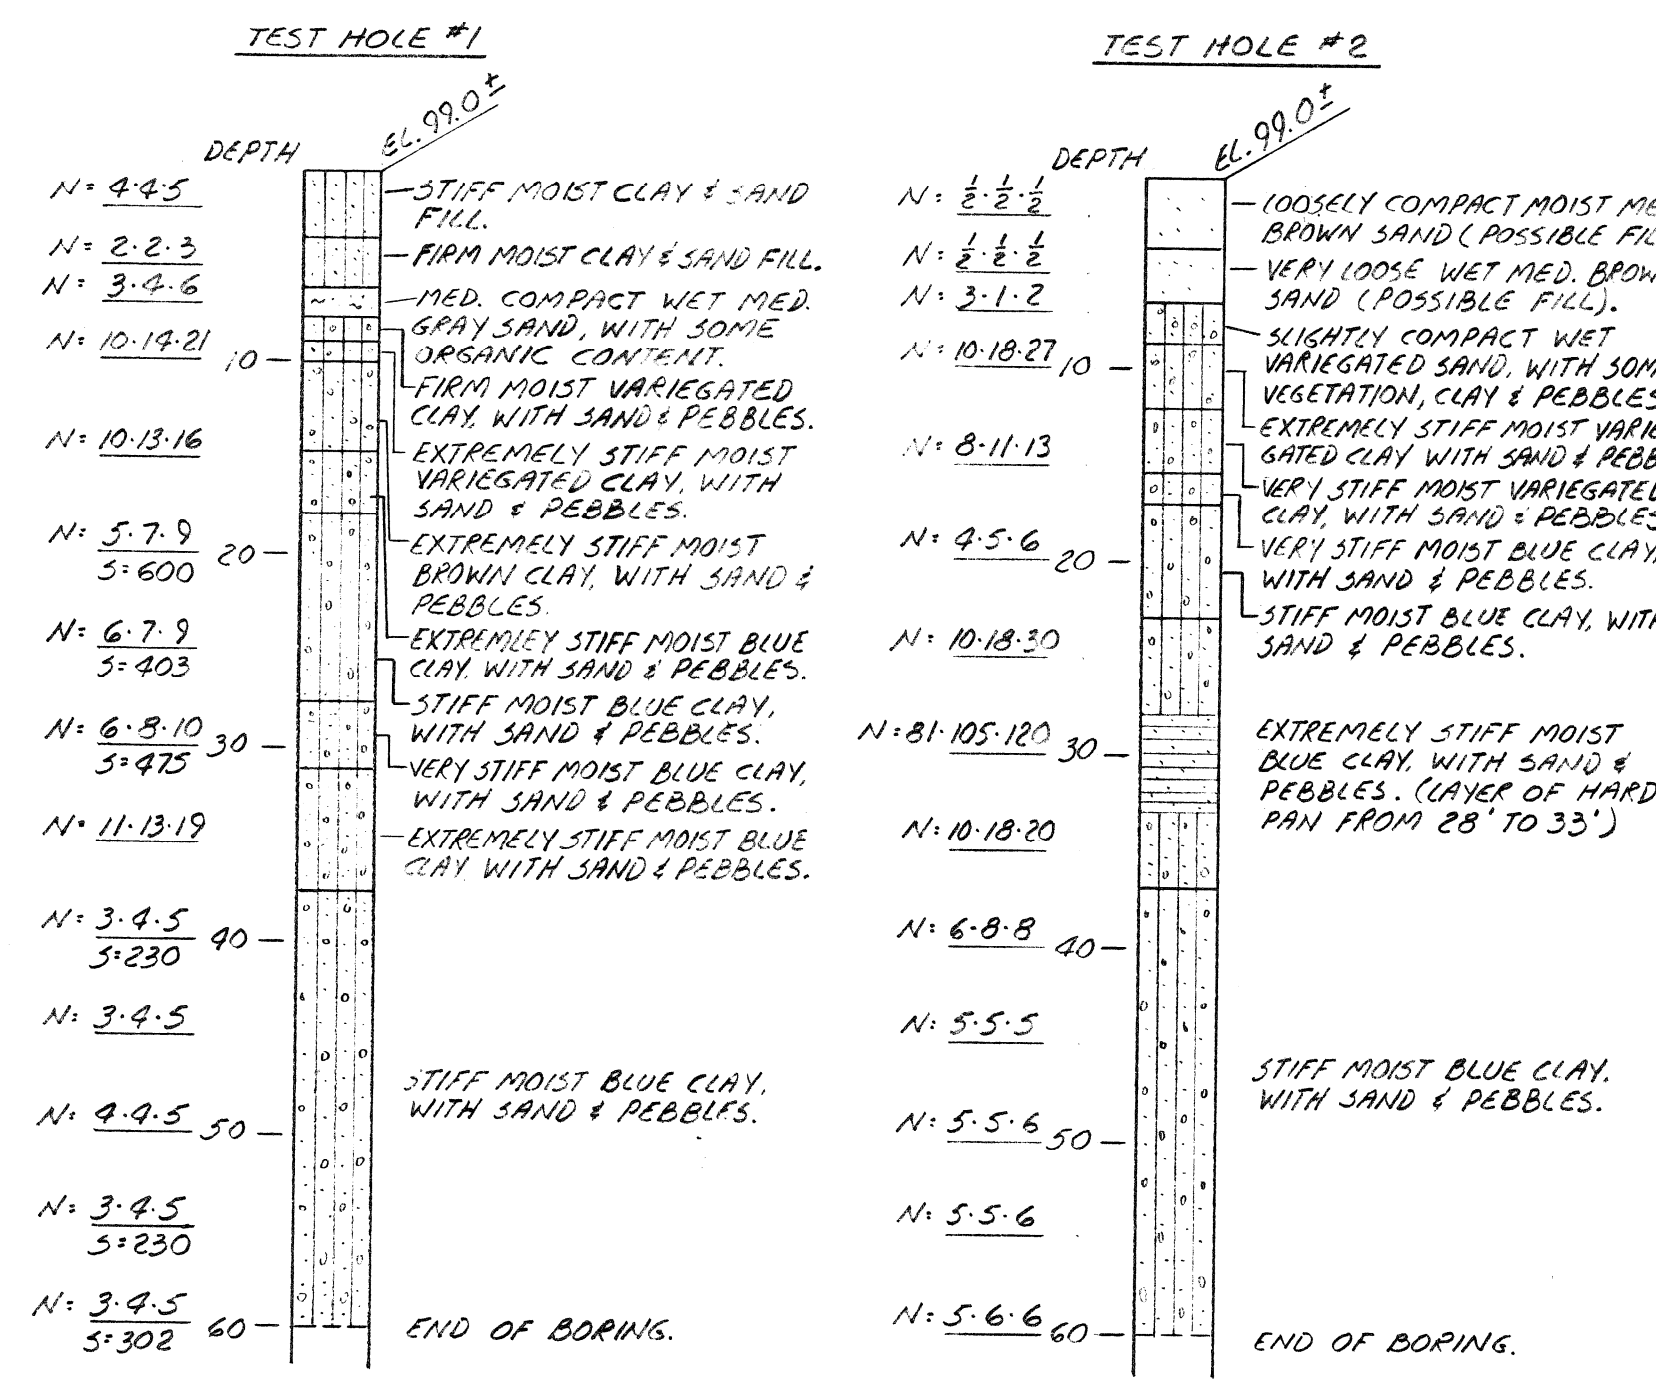 TEST HOLE #1
EL. 99.0±
DEPTH
N= 4·4·5
N= 2·2·3
N= 3·4·6
N= 10·14·21
10
N= 10·13·16
N= 5·7·9
S=600
20
N= 6·7·9
S=403
N= 6·8·10
S=475
30
N= 11·13·19
N= 3·4·5
S=230
40
N= 3·4·5
N= 4·4·5
50
N= 3·4·5
S=230
N= 3·4·5
S=302
60
STIFF MOIST CLAY & SAND
FILL.
FIRM MOIST CLAY & SAND FILL.
MED. COMPACT WET MED.
GRAY SAND, WITH SOME
ORGANIC CONTENT.
FIRM MOIST VARIEGATED
CLAY, WITH SAND & PEBBLES.
EXTREMELY STIFF MOIST
VARIEGATED CLAY, WITH
SAND & PEBBLES.
EXTREMELY STIFF MOIST
BROWN CLAY, WITH SAND &
PEBBLES.
EXTREMLEY STIFF MOIST BLUE
CLAY, WITH SAND & PEBBLES.
STIFF MOIST BLUE CLAY,
WITH SAND & PEBBLES.
VERY STIFF MOIST BLUE CLAY,
WITH SAND & PEBBLES.
EXTREMELY STIFF MOIST BLUE
CLAY, WITH SAND & PEBBLES.
STIFF MOIST BLUE CLAY,
WITH SAND & PEBBLES.
END OF BORING.
TEST HOLE #2
EL. 99.0±
DEPTH
N= 1/2·1/2·1/2
N= 1/2·1/2·1/2
N= 3·1·2
N= 10·18·27
10
N= 8·11·13
N= 4·5·6
20
N= 10·18·30
N=81·105·120
30
N=10·18·20
N= 6·8·8
40
N= 5·5·5
N= 5·5·6
50
N= 5·5·6
N= 5·6·6
60
LOOSELY COMPACT MOIST ME
BROWN SAND (POSSIBLE FIL
VERY LOOSE WET MED. BROW
SAND (POSSIBLE FILL).
SLIGHTLY COMPACT WET
VARIEGATED SAND, WITH SOM
VEGETATION, CLAY & PEBBLES
EXTREMELY STIFF MOIST VARIE
GATED CLAY WITH SAND & PEBB
VERY STIFF MOIST VARIEGATED
CLAY, WITH SAND & PEBBLES
VERY STIFF MOIST BLUE CLAY,
WITH SAND & PEBBLES.
STIFF MOIST BLUE CLAY, WITH
SAND & PEBBLES.
EXTREMELY STIFF MOIST
BLUE CLAY, WITH SAND &
PEBBLES. (LAYER OF HARD
PAN FROM 28' TO 33')
STIFF MOIST BLUE CLAY,
WITH SAND & PEBBLES.
END OF BORING.